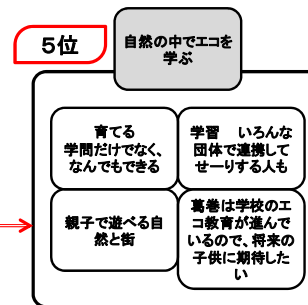 5位
自然の中でエコを
学ぶ
育てる
学問だけでなく、
なんでもできる
学習　いろんな
団体で連携して
せーりする人も
親子で遊べる自
然と街
葛巻は学校のエ
コ教育が進んで
いるので、将来の
子供に期待した
い